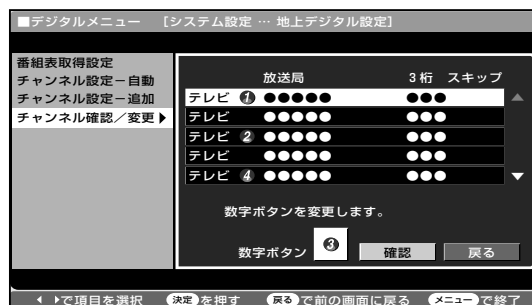 ■デジタルメニュー ［システム設定 … 地上デジタル設定］
番組表取得設定
チャンネル設定－自動
チャンネル設定－追加
チャンネル確認／変更▶
放送局 3桁 スキップ
テレビ ❶ ●●●●● ●●●
テレビ ●●●●● ●●●
テレビ ❷ ●●●●● ●●●
テレビ ●●●●● ●●●
テレビ ❹ ●●●●● ●●●
数字ボタンを変更します。
数字ボタン ❸ 確認 戻る
で項目を選択 決定を押す 戻るで前の画面に戻る メニューで終了